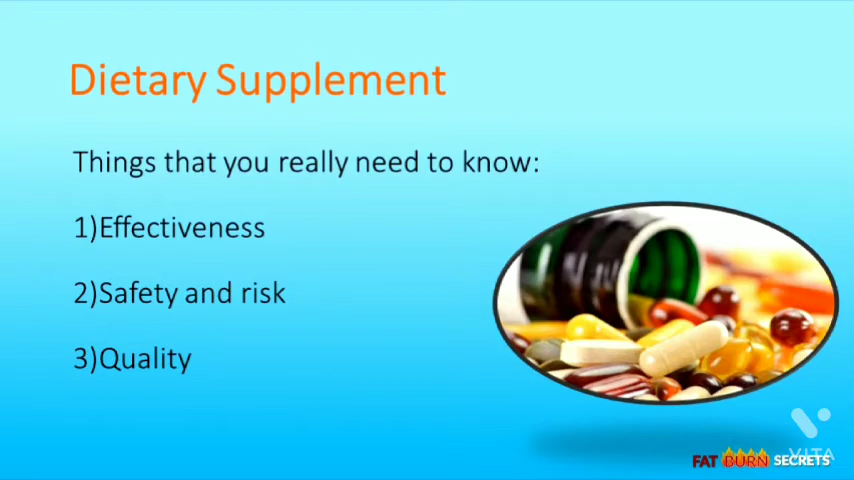 Dietary Supplement
Things that you really need to know:
1)Effectiveness
2)Safety and risk
3)Quality
VITA
FAT BURN SECRETS